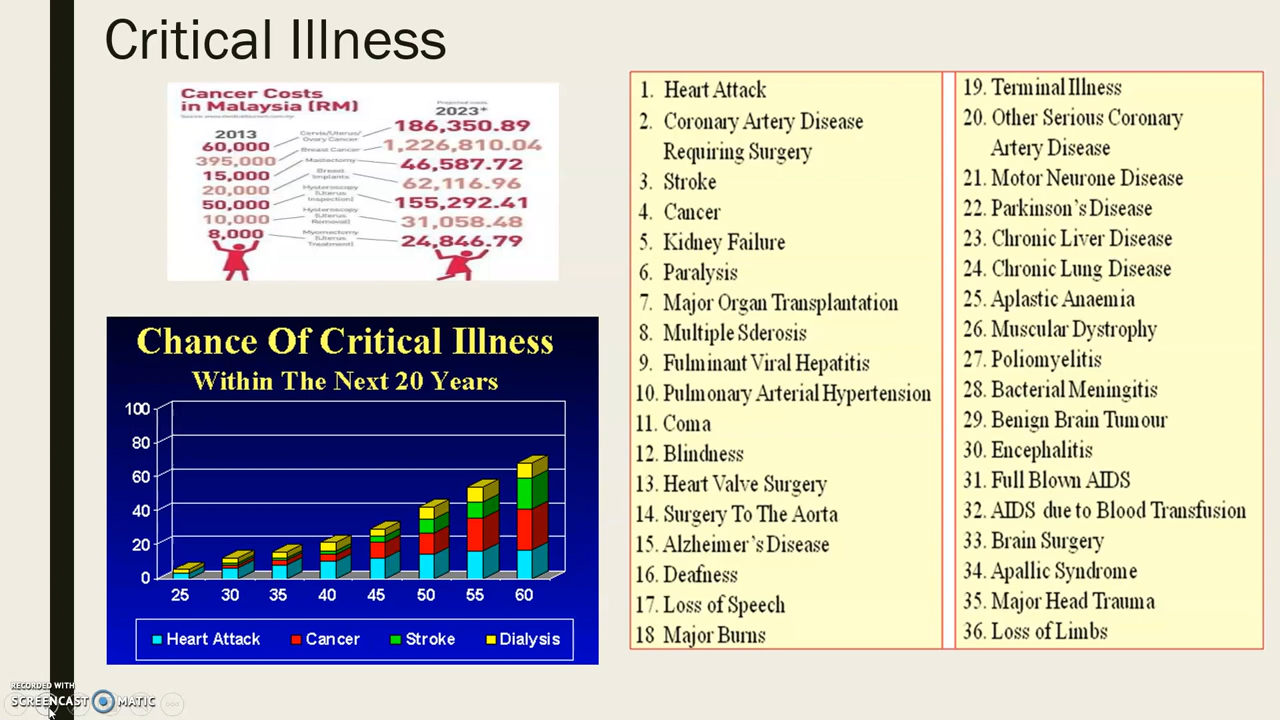 Critical Illness
Cancer Costs
in Malaysia (RM)
Projected costs
2013
2023*
60,000
Cervix/Uterus/
Ovary Cancer
186,350.89
395,000
Breast Cancer
1,226,810.04
15,000
Mastectomy
46,587.72
20,000
Breast
Implants
62,116.96
50,000
Hysteroscopy
(Uterus
Inspection)
155,292.41
10,000
Hysteroscopy
(Uterus
Removal)
31,058.48
8,000
Myomectomy
(Uterus
Treatment)
24,846.79
Chance Of Critical Illness
Within The Next 20 Years
100
80
60
40
20
0
25 30 35 40 45 50 55 60
Heart Attack Cancer Stroke Dialysis
1. Heart Attack
2. Coronary Artery Disease
Requiring Surgery
3. Stroke
4. Cancer
5. Kidney Failure
6. Paralysis
7. Major Organ Transplantation
8. Multiple Sderosis
9. Fulminant Viral Hepatitis
10. Pulmonary Arterial Hypertension
11. Coma
12. Blindness
13. Heart Valve Surgery
14. Surgery To The Aorta
15. Alzheimer's Disease
16. Deafness
17. Loss of Speech
18 Major Burns
19. Terminal Illness
20. Other Serious Coronary
Artery Disease
21. Motor Neurone Disease
22. Parkinson's Disease
23. Chronic Liver Disease
24. Chronic Lung Disease
25. Aplastic Anaemia
26. Muscular Dystrophy
27. Poliomyelitis
28. Bacterial Meningitis
29. Benign Brain Tumour
30. Encephalitis
31. Full Blown AIDS
32. AIDS due to Blood Transfusion
33. Brain Surgery
34. Apallic Syndrome
35. Major Head Trauma
36. Loss of Limbs
RECORDED WITH
SCREENCAST MATIC